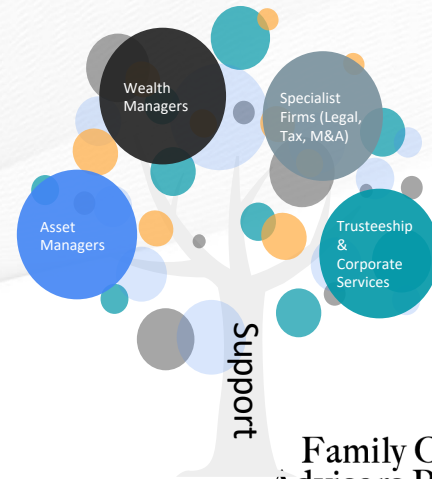 Wealth
Managers
Specialist
Firms (Legal,
Tax, M&A)
Asset
Managers
Trusteeship
&
Corporate
Services
Support
Family